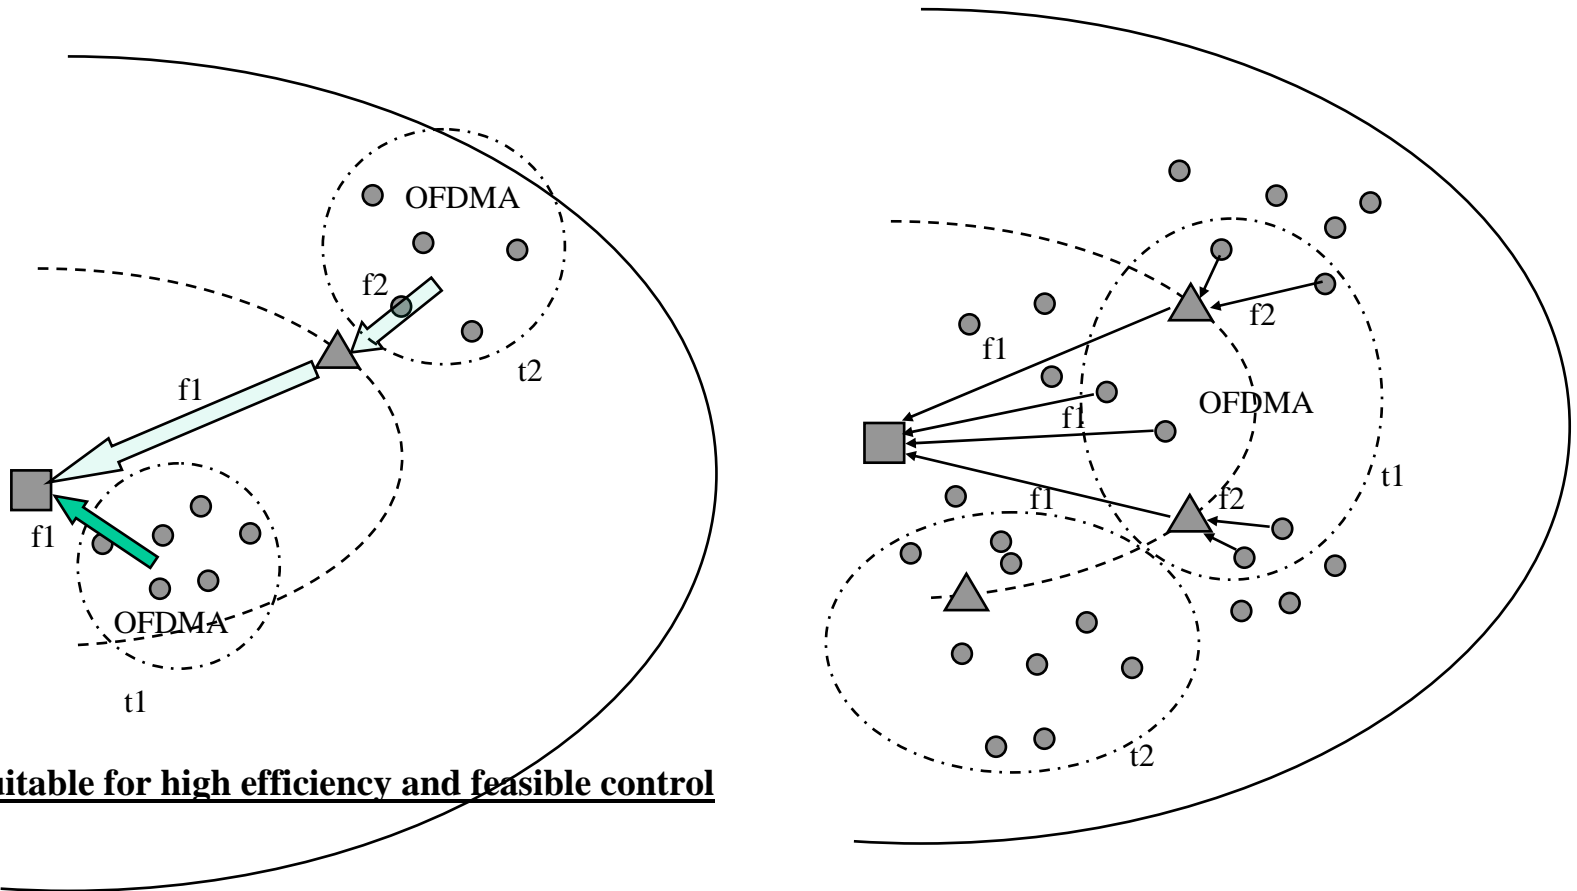 OFDMA
f2
t2
f1
f1
OFDMA
t1
uitable for high efficiency and feasible control
f2
f1
OFDMA
f1
t1
f1
f2
t2